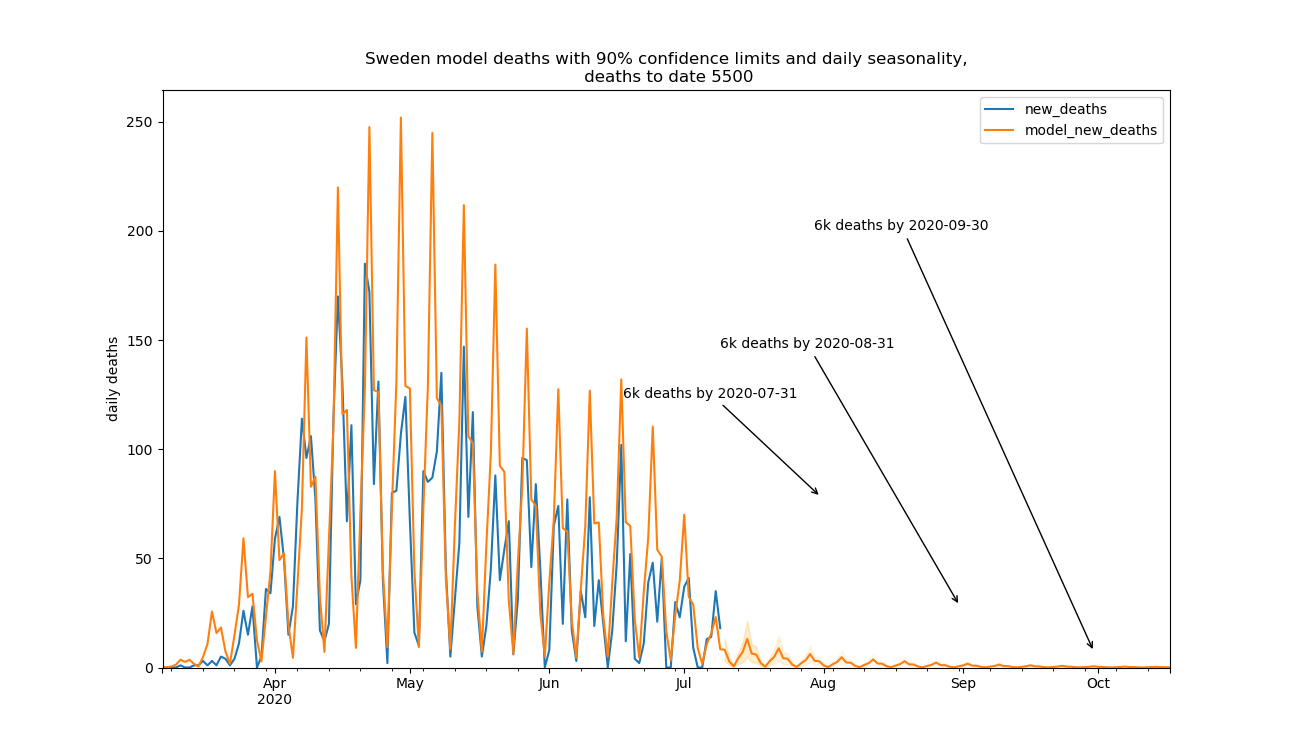 Sweden model deaths with 90% confidence limits and daily seasonality,
deaths to date 5500
new_deaths
model_new_deaths
daily deaths
250
200
150
100
50
0
6k deaths by 2020-09-30
6k deaths by 2020-08-31
6k deaths by 2020-07-31
Apr May Jun Jul Aug Sep Oct
2020